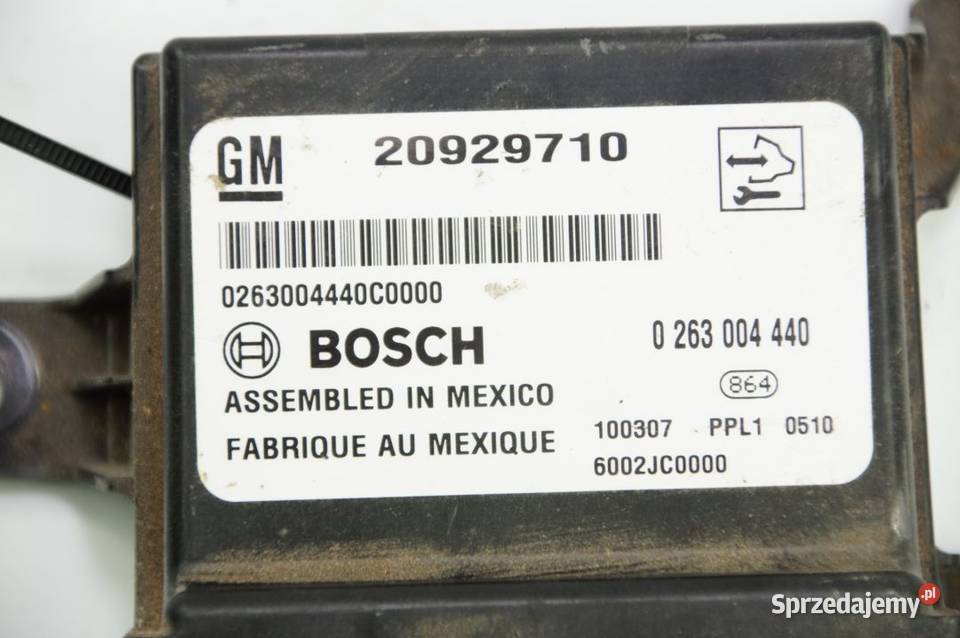 GM 20929710
0263004440C0000
BOSCH 0 263 004 440
ASSEMBLED IN MEXICO 864
FABRIQUE AU MEXIQUE 100307 PPL1 0510
6002JC0000
Sprzedajemy.pl